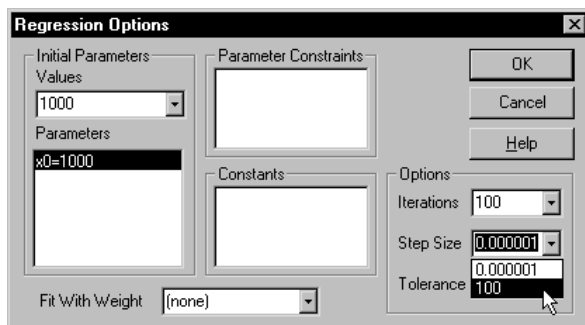 Regression Options
Initial Parameters
Values
1000
Parameters
x0=1000
Parameter Constraints
Constants
OK
Cancel
Help
Options
Iterations 100
Step Size 0.000001
0.000001
100
Tolerance
Fit With Weight (none)